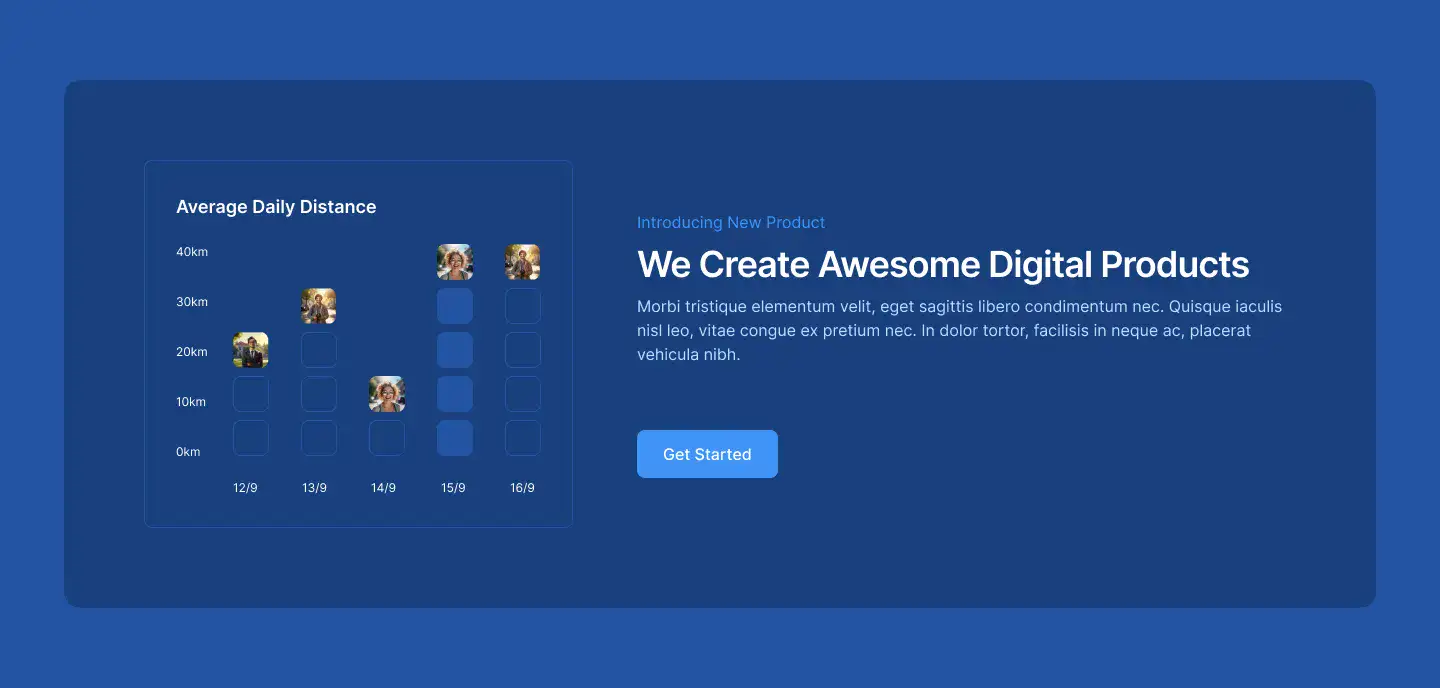 Average Daily Distance
40km
30km
20km
10km
0km
12/9 13/9 14/9 15/9 16/9
Introducing New Product
We Create Awesome Digital Products
Morbi tristique elementum velit, eget sagittis libero condimentum nec. Quisque iaculis
nisl leo, vitae congue ex pretium nec. In dolor tortor, facilisis in neque ac, placerat
vehicula nibh.
Get Started